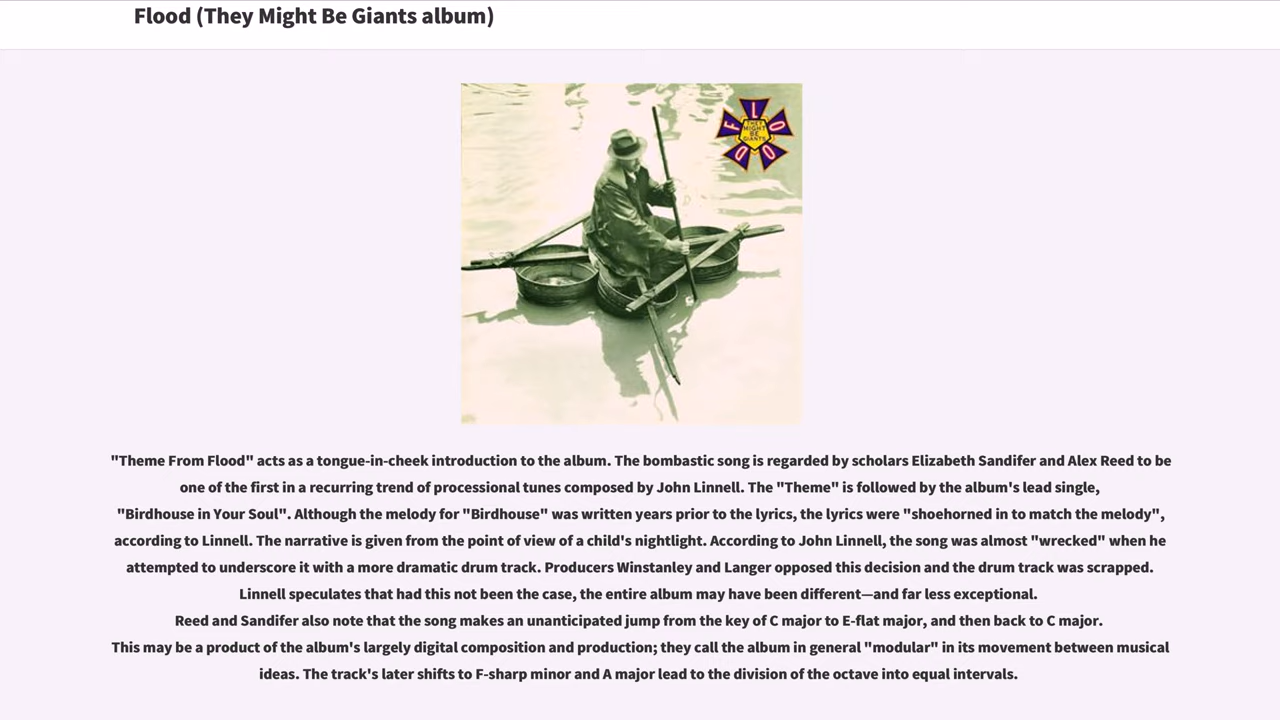 Flood (They Might Be Giants album)
FLOOD
THEY
MIGHT
BE
GIANTS
"Theme From Flood" acts as a tongue-in-cheek introduction to the album. The bombastic song is regarded by scholars Elizabeth Sandifer and Alex Reed to be
one of the first in a recurring trend of processional tunes composed by John Linnell. The "Theme" is followed by the album's lead single,
"Birdhouse in Your Soul". Although the melody for "Birdhouse" was written years prior to the lyrics, the lyrics were "shoehorned in to match the melody",
according to Linnell. The narrative is given from the point of view of a child's nightlight. According to John Linnell, the song was almost "wrecked" when he
attempted to underscore it with a more dramatic drum track. Producers Winstanley and Langer opposed this decision and the drum track was scrapped.
Linnell speculates that had this not been the case, the entire album may have been different—and far less exceptional.
Reed and Sandifer also note that the song makes an unanticipated jump from the key of C major to E-flat major, and then back to C major.
This may be a product of the album's largely digital composition and production; they call the album in general "modular" in its movement between musical
ideas. The track's later shifts to F-sharp minor and A major lead to the division of the octave into equal intervals.